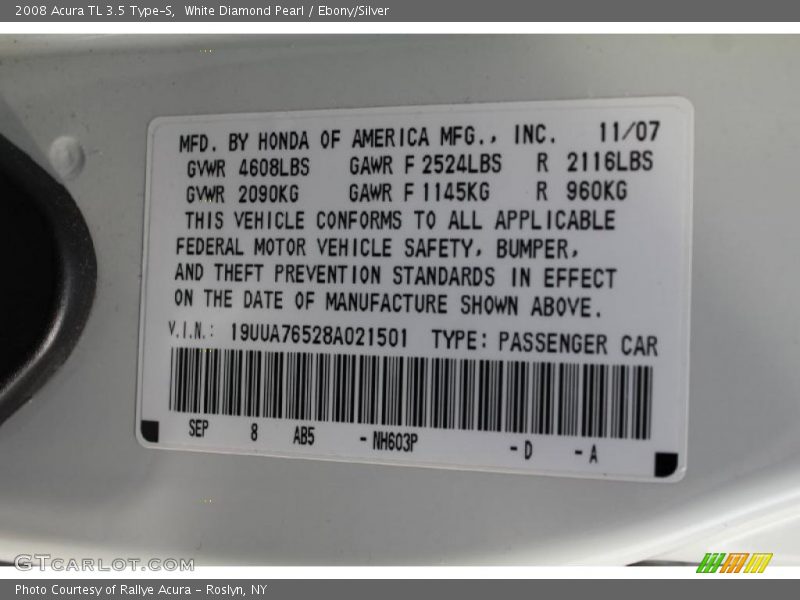 2008 Acura TL 3.5 Type-S,  White Diamond Pearl / Ebony/Silver
MFD. BY HONDA OF AMERICA MFG., INC. 11/07
GVWR 4608LBS GAWR F 2524LBS R 2116LBS
GVWR 2090KG GAWR F 1145KG R 960KG
THIS VEHICLE CONFORMS TO ALL APPLICABLE
FEDERAL MOTOR VEHICLE SAFETY, BUMPER,
AND THEFT PREVENTION STANDARDS IN EFFECT
ON THE DATE OF MANUFACTURE SHOWN ABOVE.
V.I.N.: 19UUA76528A021501 TYPE: PASSENGER CAR
SEP 8 AB5 - NH603P - D - A
GTCARLOT.COM
Photo Courtesy of Rallye Acura - Roslyn, NY